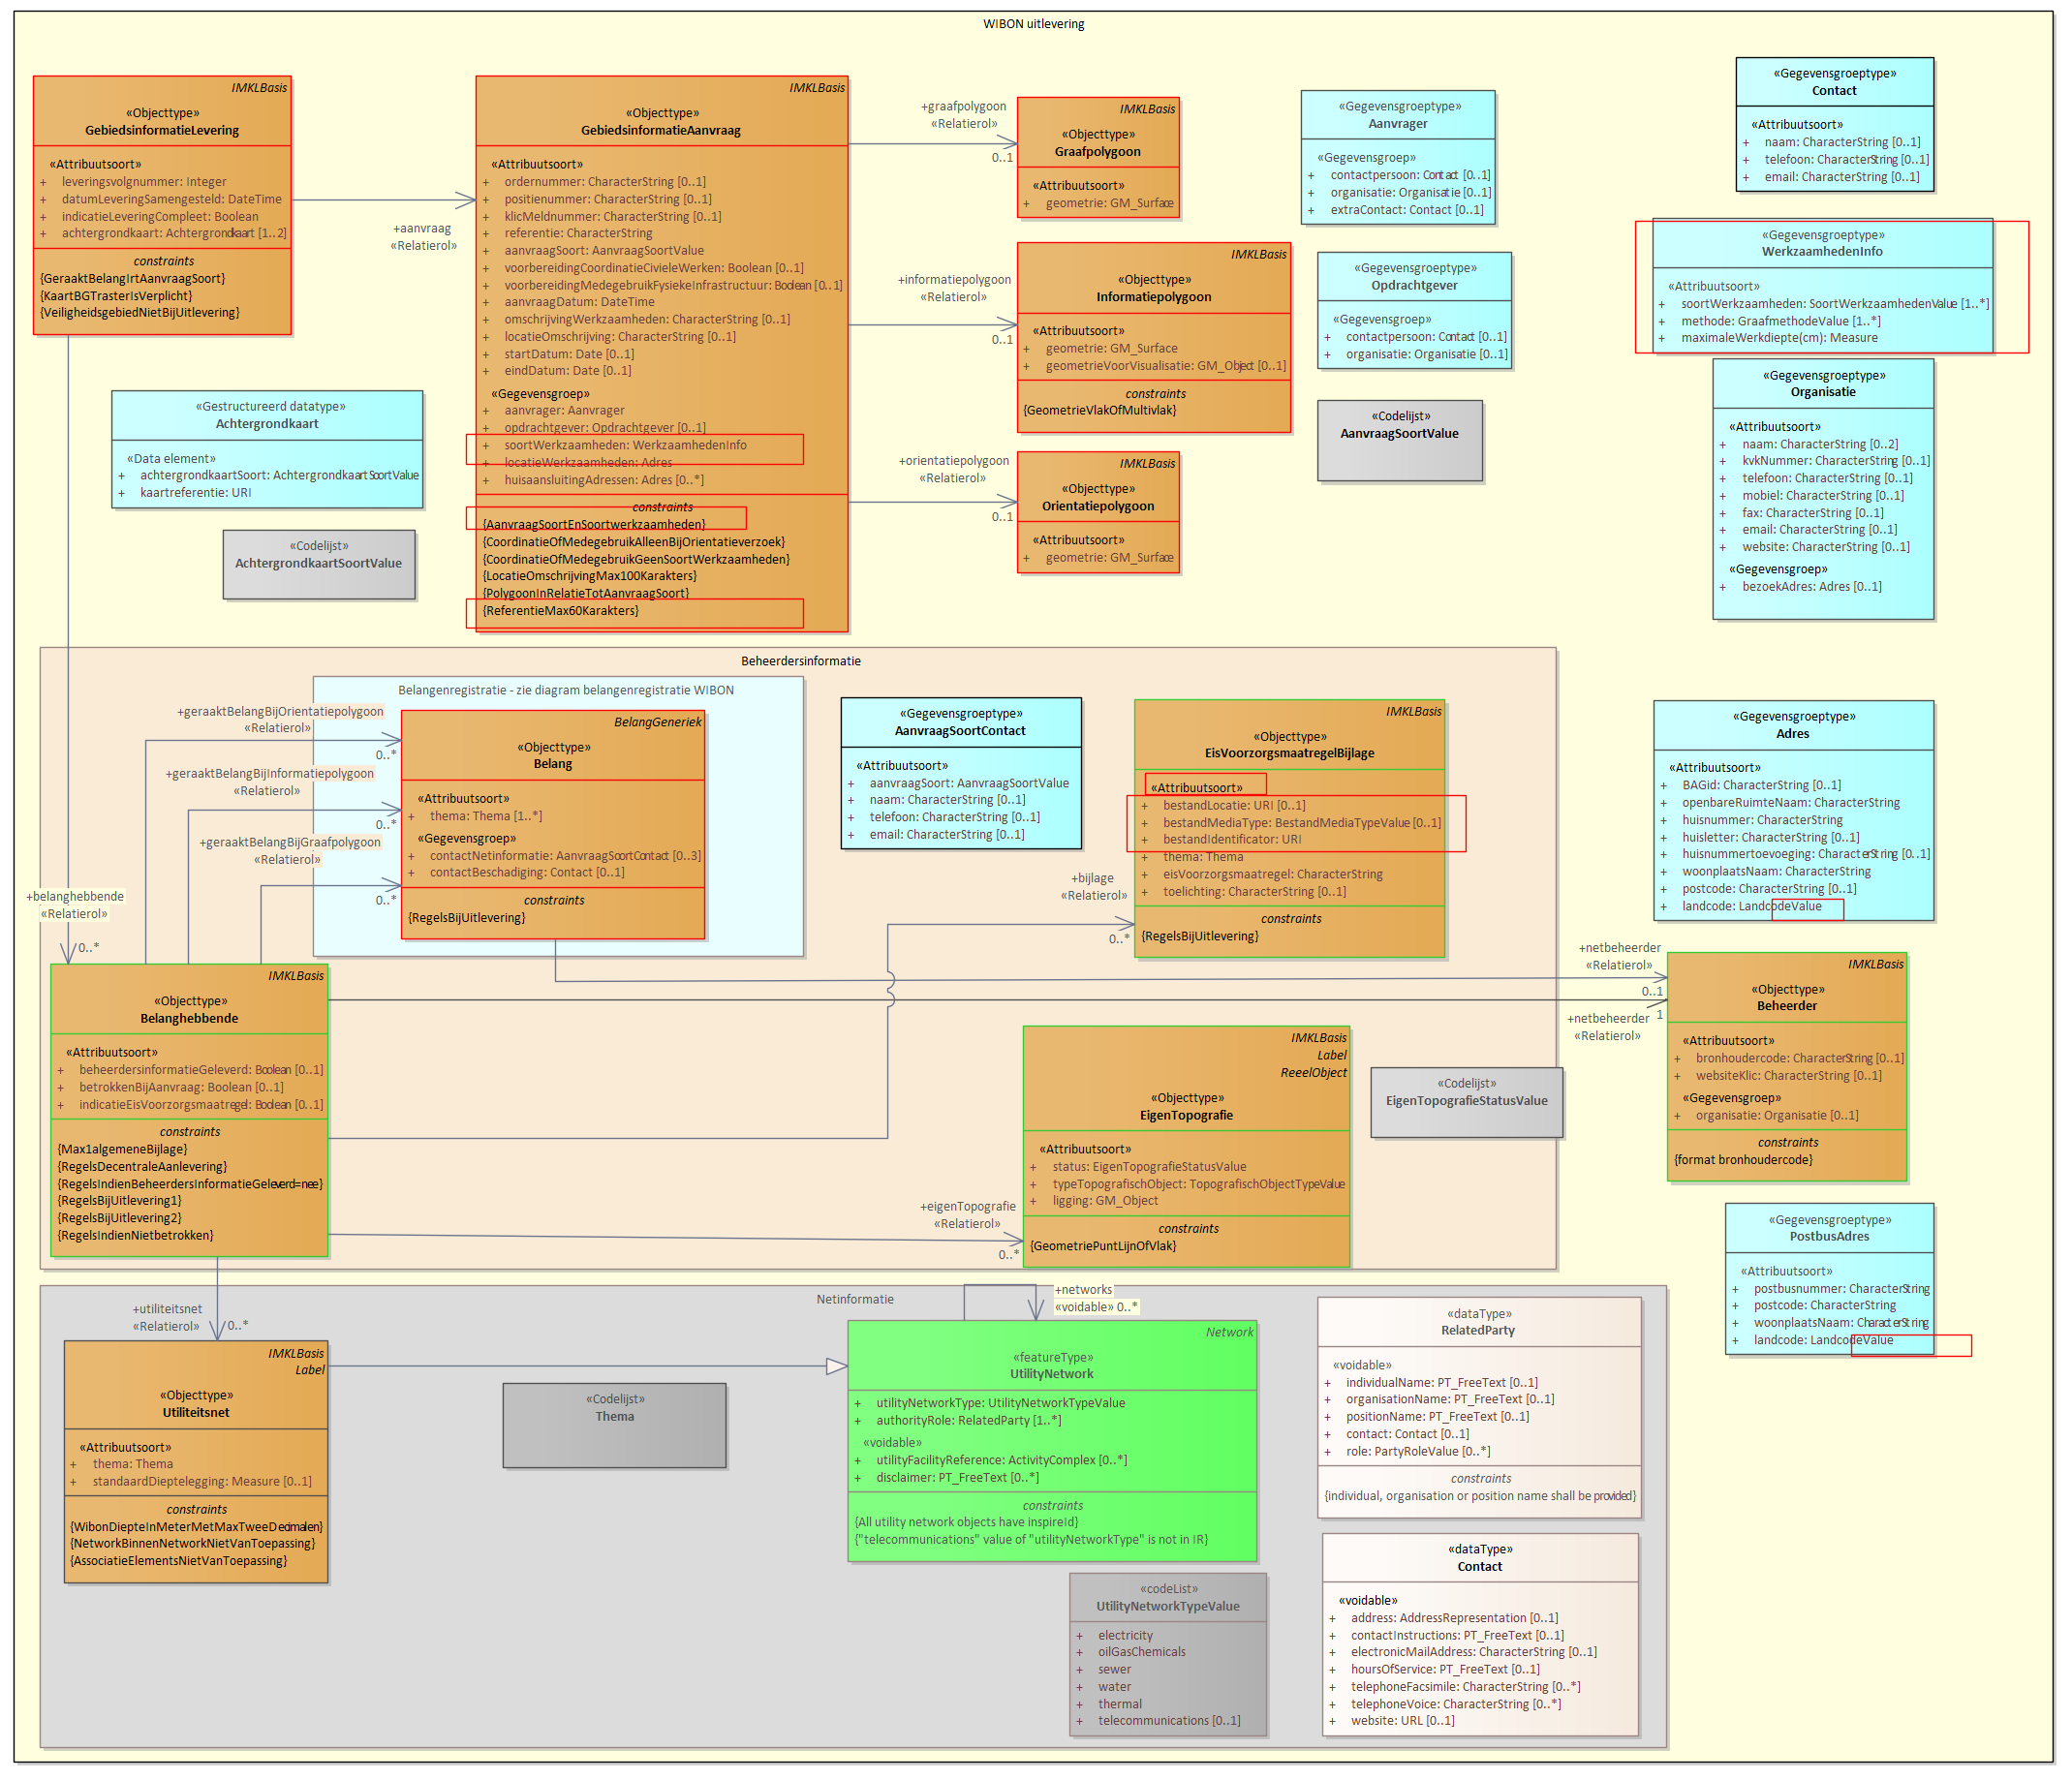 WIBON uitlevering
IMKLBasis
«Objecttype»
GebiedsinformatieLevering
«Attribuutsoort»
+ leveringsvolgnummer: Integer
+ datumLeveringSamengesteld: DateTime
+ indicatieLeveringCompleet: Boolean
+ achtergrondkaart: Achtergrondkaart [1..2]
constraints
{GeraaktBelangIrtAanvraagSoort}
{KaartBGTrasterIsVerplicht}
{VeiligheidsgebiedNietBijUitlevering}
+aanvraag
«Relatierol»
IMKLBasis
«Objecttype»
GebiedsinformatieAanvraag
«Attribuutsoort»
+ ordernummer: CharacterString [0..1]
+ positienummer: CharacterString [0..1]
+ klicMeldnummer: CharacterString [0..1]
+ referentie: CharacterString
+ aanvraagSoort: AanvraagSoortValue
+ voorbereidingCoordinatieCivieleWerken: Boolean [0..1]
+ voorbereidingMedegebruikFysiekeInfrastructuur: Boolean [0..1]
+ aanvraagDatum: DateTime
+ omschrijvingWerkzaamheden: CharacterString [0..1]
+ locatieOmschrijving: CharacterString [0..1]
+ startDatum: Date [0..1]
+ eindDatum: Date [0..1]
«Gegevensgroep»
+ aanvrager: Aanvrager
+ opdrachtgever: Opdrachtgever [0..1]
+ soortWerkzaamheden: WerkzaamhedenInfo
+ locatieWerkzaamheden: Adres
+ huisaansluitingAdressen: Adres [0..*]
constraints
{AanvraagSoortEnSoortwerkzaamheden}
{CoordinatieOfMedegebruikAlleenBijOrientatieverzoek}
{CoordinatieOfMedegebruikGeenSoortWerkzaamheden}
{LocatieOmschrijvingMax100Karakters}
{PolygoonInRelatieTotAanvraagSoort}
{ReferentieMax60Karakters}
+graafpolygoon
«Relatierol»
0..1
IMKLBasis
«Objecttype»
Graafpolygoon
«Attribuutsoort»
+ geometrie: GM_Surface
+informatiepolygoon
«Relatierol»
0..1
IMKLBasis
«Objecttype»
Informatiepolygoon
«Attribuutsoort»
+ geometrie: GM_Surface
+ geometrieVoorVisualisatie: GM_Object [0..1]
constraints
{GeometrieVlakOfMultivlak}
+orientatiepolygoon
«Relatierol»
0..1
IMKLBasis
«Objecttype»
Orientatiepolygoon
«Attribuutsoort»
+ geometrie: GM_Surface
«Gegevensgroeptype»
Aanvrager
«Gegevensgroep»
+ contactpersoon: Contact [0..1]
+ organisatie: Organisatie [0..1]
+ extraContact: Contact [0..1]
«Gegevensgroeptype»
Opdrachtgever
«Gegevensgroep»
+ contactpersoon: Contact [0..1]
+ organisatie: Organisatie [0..1]
«Codelijst»
AanvraagSoortValue
«Gegevensgroeptype»
Contact
«Attribuutsoort»
+ naam: CharacterString [0..1]
+ telefoon: CharacterString [0..1]
+ email: CharacterString [0..1]
«Gegevensgroeptype»
WerkzaamhedenInfo
«Attribuutsoort»
+ soortWerkzaamheden: SoortWerkzaamhedenValue [1..*]
+ methode: GraafmethodeValue [1..*]
+ maximaleWerkdiepte(cm): Measure
«Gegevensgroeptype»
Organisatie
«Attribuutsoort»
+ naam: CharacterString [0..2]
+ kvkNummer: CharacterString [0..1]
+ telefoon: CharacterString [0..1]
+ mobiel: CharacterString [0..1]
+ fax: CharacterString [0..1]
+ email: CharacterString [0..1]
+ website: CharacterString [0..1]
«Gegevensgroep»
+ bezoekAdres: Adres [0..1]
«Gestructureerd datatype»
Achtergrondkaart
«Data element»
+ achtergrondkaartSoort: AchtergrondkaartSoortValue
+ kaartreferentie: URI
«Codelijst»
AchtergrondkaartSoortValue
Beheerdersinformatie
Belangenregistratie - zie diagram belangenregistratie WIBON
+geraaktBelangBijOrientatiepolygoon
«Relatierol»
0..*
+geraaktBelangBijInformatiepolygoon
«Relatierol»
0..*
+geraaktBelangBijGraafpolygoon
«Relatierol»
0..*
BelangGeneriek
«Objecttype»
Belang
«Attribuutsoort»
+ thema: Thema [1..*]
«Gegevensgroep»
+ contactNetinformatie: AanvraagSoortContact [0..3]
+ contactBeschadiging: Contact [0..1]
constraints
{RegelsBijUitlevering}
«Gegevensgroeptype»
AanvraagSoortContact
«Attribuutsoort»
+ aanvraagSoort: AanvraagSoortValue
+ naam: CharacterString [0..1]
+ telefoon: CharacterString [0..1]
+ email: CharacterString [0..1]
+bijlage
«Relatierol»
0..*
IMKLBasis
«Objecttype»
EisVoorzorgsmaatregelBijlage
«Attribuutsoort»
+ bestandLocatie: URI [0..1]
+ bestandMediaType: BestandMediaTypeValue [0..1]
+ bestandIdentificator: URI
+ thema: Thema
+ eisVoorzorgsmaatregel: CharacterString
+ toelichting: CharacterString [0..1]
constraints
{RegelsBijUitlevering}
«Gegevensgroeptype»
Adres
«Attribuutsoort»
+ BAGid: CharacterString [0..1]
+ openbareRuimteNaam: CharacterString
+ huisnummer: CharacterString
+ huisletter: CharacterString [0..1]
+ huisnummertoevoeging: CharacterString [0..1]
+ woonplaatsNaam: CharacterString
+ postcode: CharacterString [0..1]
+ landcode: LandcodeValue
+belanghebbende
«Relatierol»
0..*
IMKLBasis
«Objecttype»
Belanghebbende
«Attribuutsoort»
+ beheerdersinformatieGeleverd: Boolean [0..1]
+ betrokkenBijAanvraag: Boolean [0..1]
+ indicatieEisVoorzorgsmaatregel: Boolean [0..1]
constraints
{Max1algemeneBijlage}
{RegelsDecentraleAanlevering}
{RegelsIndienBeheerdersInformatieGeleverd=nee}
{RegelsBijUitlevering1}
{RegelsBijUitlevering2}
{RegelsIndienNietbetrokken}
+netbeheerder
«Relatierol»
0..1
+netbeheerder
«Relatierol»
1
IMKLBasis
«Objecttype»
Beheerder
«Attribuutsoort»
+ bronhoudercode: CharacterString [0..1]
+ websiteKlic: CharacterString [0..1]
«Gegevensgroep»
+ organisatie: Organisatie [0..1]
constraints
{format bronhoudercode}
+eigenTopografie
«Relatierol»
0..*
IMKLBasis
Label
ReeelObject
«Objecttype»
EigenTopografie
«Attribuutsoort»
+ status: EigenTopografieStatusValue
+ typeTopografischObject: TopografischObjectTypeValue
+ ligging: GM_Object
constraints
{GeometriePuntLijnOfVlak}
«Codelijst»
EigenTopografieStatusValue
«Gegevensgroeptype»
PostbusAdres
«Attribuutsoort»
+ postbusnummer: CharacterString
+ postcode: CharacterString
+ woonplaatsNaam: CharacterString
+ landcode: LandcodeValue
Netinformatie
+utiliteitsnet
«Relatierol»
0..*
IMKLBasis
Label
«Objecttype»
Utiliteitsnet
«Attribuutsoort»
+ thema: Thema
+ standaardDieptelegging: Measure [0..1]
constraints
{WibonDiepteInMeterMetMaxTweeDecimalen}
{NetworkBinnenNetworkNietVanToepassing}
{AssociatieElementsNietVanToepassing}
«Codelijst»
Thema
+networks
«voidable» 0..*
Network
«featureType»
UtilityNetwork
+ utilityNetworkType: UtilityNetworkTypeValue
+ authorityRole: RelatedParty [1..*]
«voidable»
+ utilityFacilityReference: ActivityComplex [0..*]
+ disclaimer: PT_FreeText [0..*]
constraints
{All utility network objects have inspireId}
{"telecommunications" value of "utilityNetworkType" is not in IR}
«codeList»
UtilityNetworkTypeValue
+ electricity
+ oilGasChemicals
+ sewer
+ water
+ thermal
+ telecommunications [0..1]
«dataType»
RelatedParty
«voidable»
+ individualName: PT_FreeText [0..1]
+ organisationName: PT_FreeText [0..1]
+ positionName: PT_FreeText [0..1]
+ contact: Contact [0..1]
+ role: PartyRoleValue [0..*]
constraints
{individual, organisation or position name shall be provided}
«dataType»
Contact
«voidable»
+ address: AddressRepresentation [0..1]
+ contactInstructions: PT_FreeText [0..1]
+ electronicMailAddress: CharacterString [0..1]
+ hoursOfService: PT_FreeText [0..1]
+ telephoneFacsimile: CharacterString [0..*]
+ telephoneVoice: CharacterString [0..*]
+ website: URL [0..1]